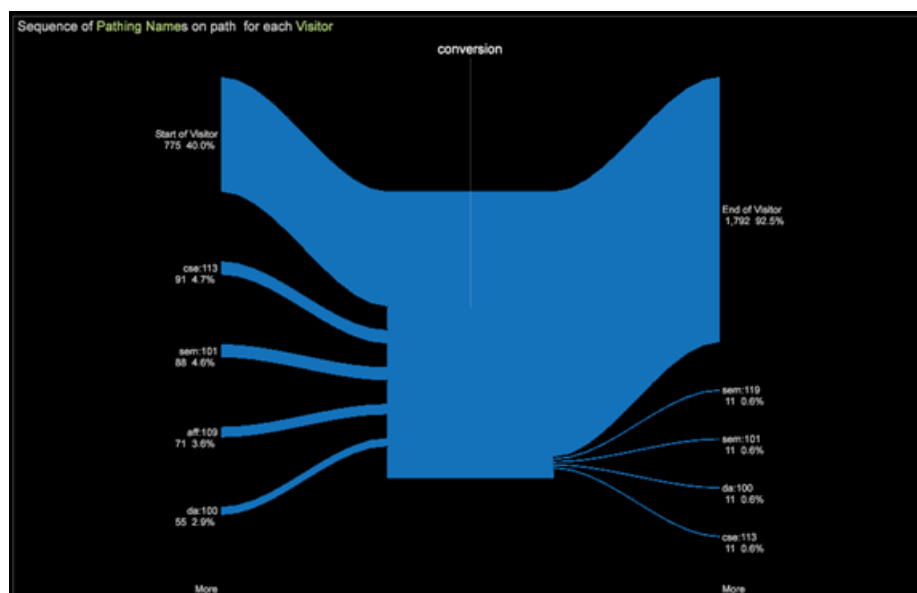 Sequence of Pathing Names on path for each Visitor
conversion
Start of Visitor
775 40.0%
cse:113
91 4.7%
sem:101
88 4.6%
aff:109
71 3.6%
da:100
55 2.9%
More
End of Visitor
1,792 92.5%
sem:119
11 0.6%
sem:101
11 0.6%
da:100
11 0.6%
cse:113
11 0.6%
More